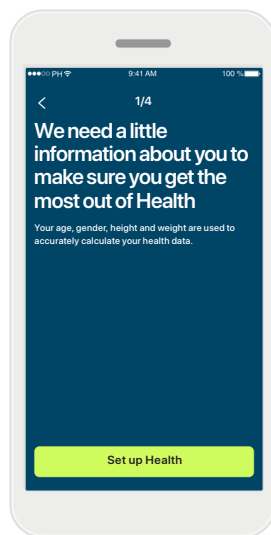 PH 9:41 AM 100 %
1/4
We need a little
information about you to
make sure you get the
most out of Health
Your age, gender, height and weight are used to
accurately calculate your health data.
Set up Health